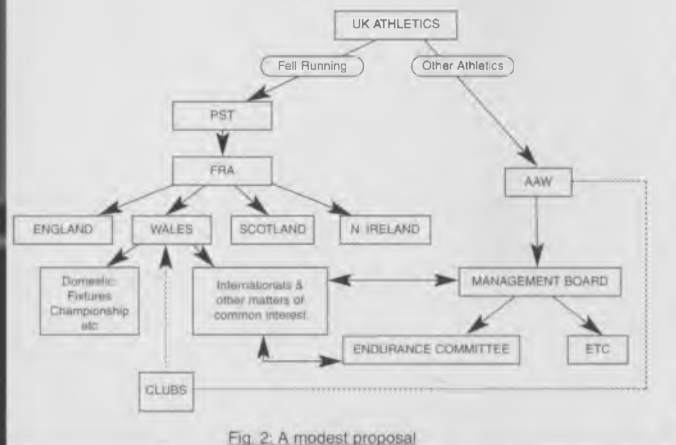 UK ATHLETICS
Fell Running
Other Athletics
PST
FRA
AAW
ENGLAND
WALES
SCOTLAND
N IRELAND
Domestic:
Fixtures
Championship
etc
Internationals &
other matters of
common interest.
MANAGEMENT BOARD
ENDURANCE COMMITTEE
ETC
CLUBS
Fig. 2: A modest proposal